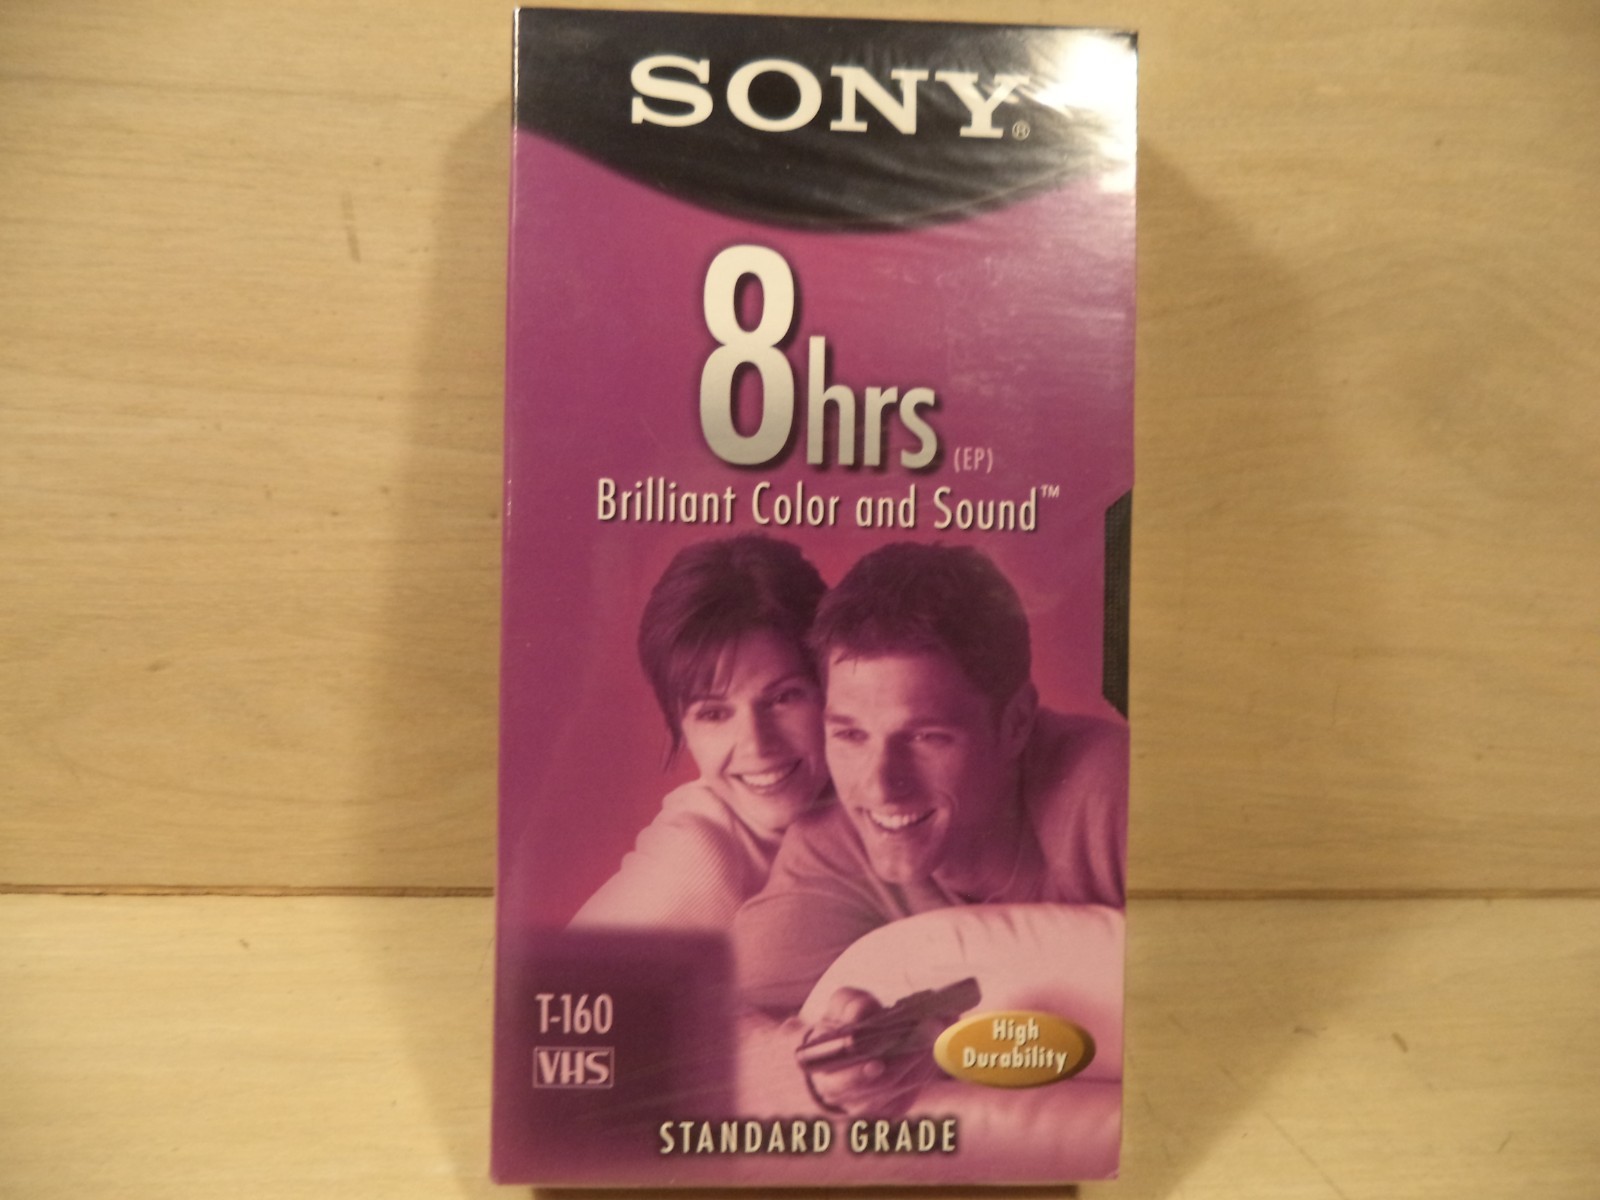 SONY®
8hrs (EP)
Brilliant Color and Sound™
T-160
VHS
High
Durability
STANDARD GRADE